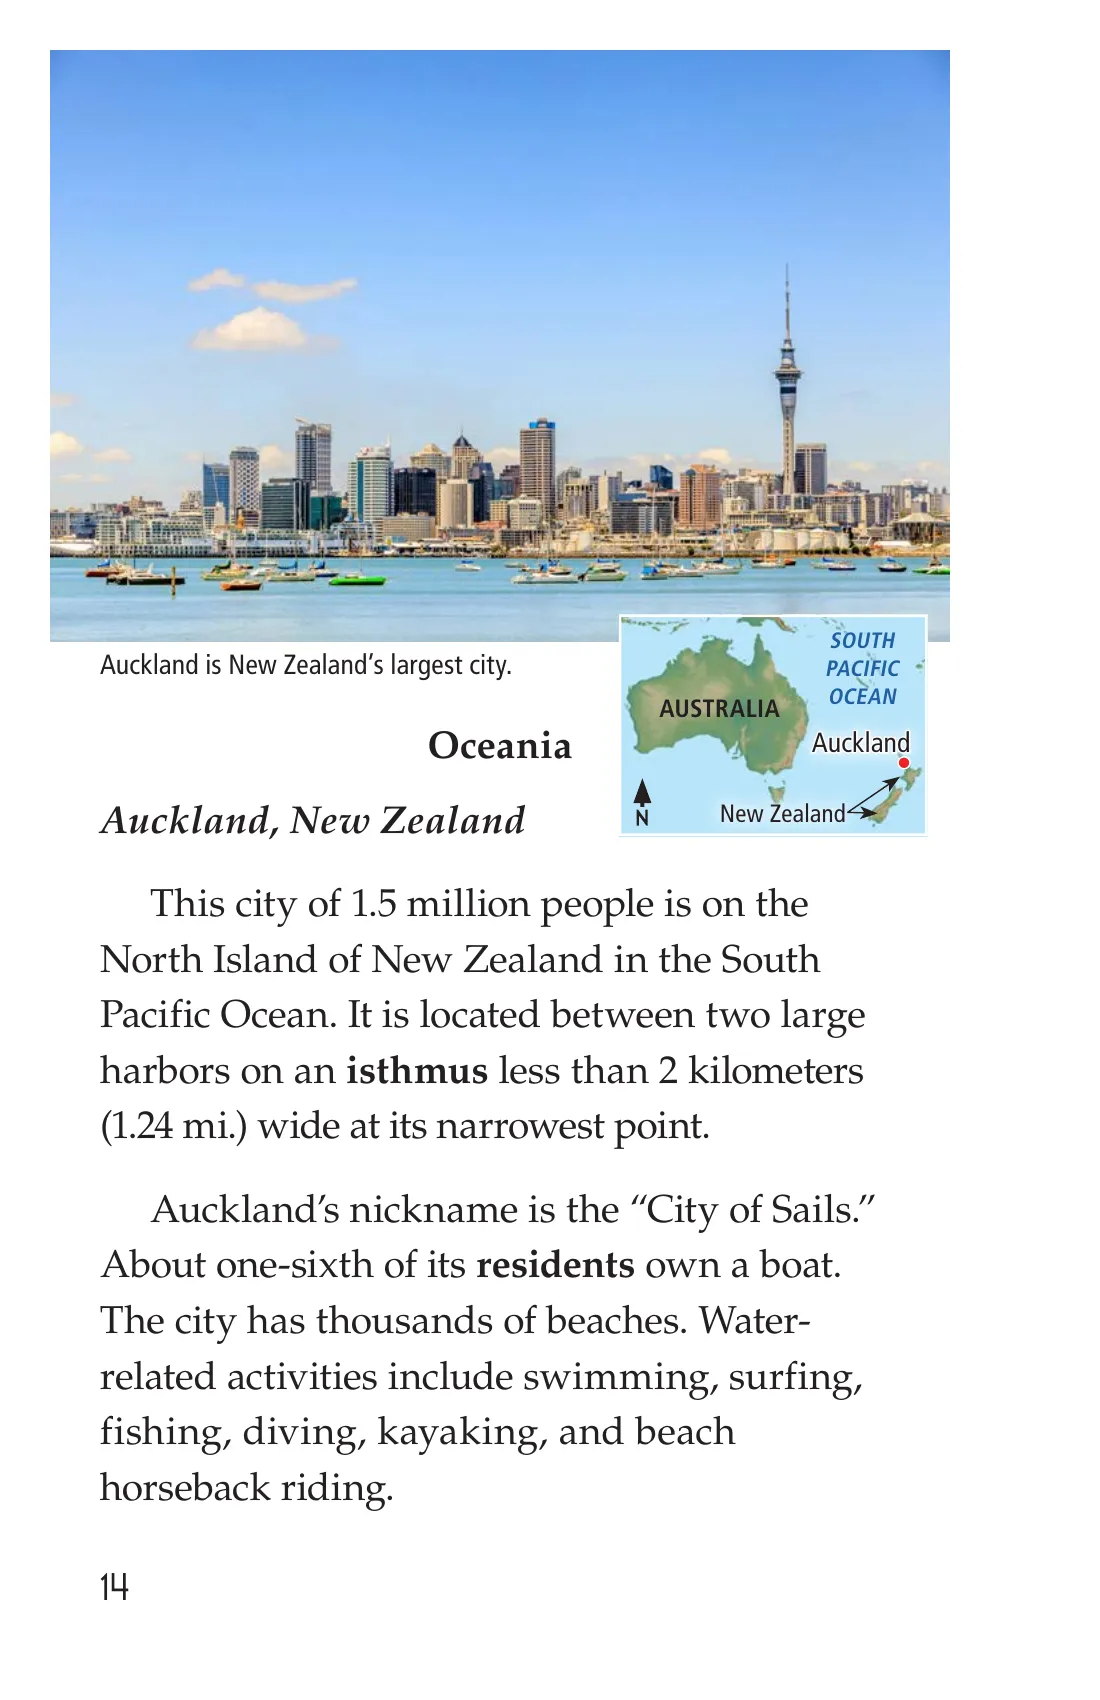 Auckland is New Zealand’s largest city.
SOUTH
PACIFIC
OCEAN
AUSTRALIA
Auckland
New Zealand
N
Oceania
Auckland, New Zealand
This city of 1.5 million people is on the
North Island of New Zealand in the South
Pacific Ocean. It is located between two large
harbors on an isthmus less than 2 kilometers
(1.24 mi.) wide at its narrowest point.
Auckland’s nickname is the “City of Sails.”
About one-sixth of its residents own a boat.
The city has thousands of beaches. Water-
related activities include swimming, surfing,
fishing, diving, kayaking, and beach
horseback riding.
14